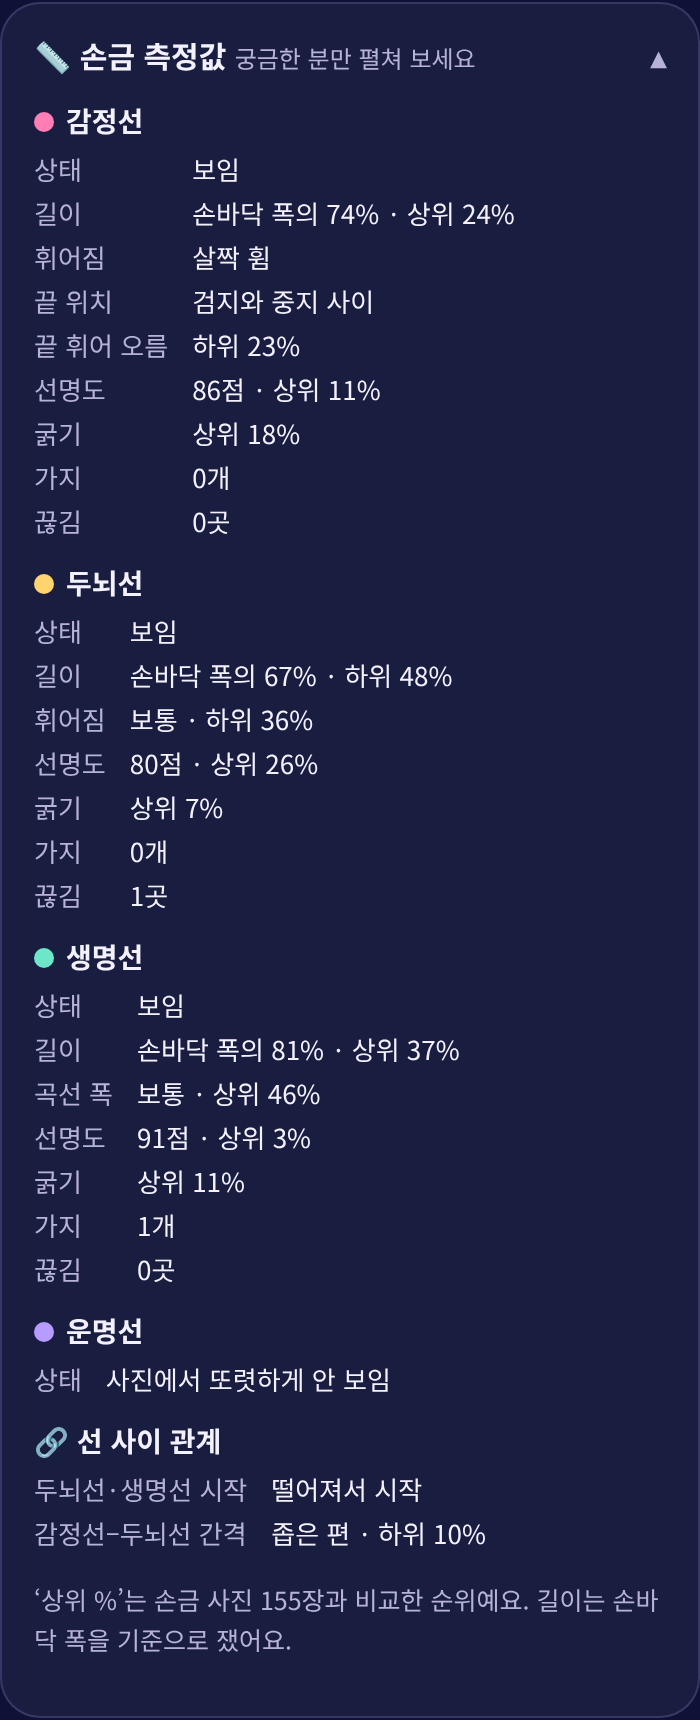 📏 손금 측정값 궁금한 분만 펼쳐 보세요 ▲
감정선
상태 보임
길이 손바닥 폭의 74% · 상위 24%
휘어짐 살짝 휨
끝 위치 검지와 중지 사이
끝 휘어 오름 하위 23%
선명도 86점 · 상위 11%
굵기 상위 18%
가지 0개
끊김 0곳
두뇌선
상태 보임
길이 손바닥 폭의 67% · 하위 48%
휘어짐 보통 · 하위 36%
선명도 80점 · 상위 26%
굵기 상위 7%
가지 0개
끊김 1곳
생명선
상태 보임
길이 손바닥 폭의 81% · 상위 37%
곡선 폭 보통 · 상위 46%
선명도 91점 · 상위 3%
굵기 상위 11%
가지 1개
끊김 0곳
운명선
상태 사진에서 또렷하게 안 보임
🔗 선 사이 관계
두뇌선·생명선 시작 떨어져서 시작
감정선–두뇌선 간격 좁은 편 · 하위 10%
‘상위 %’는 손금 사진 155장과 비교한 순위예요. 길이는 손바
닥 폭을 기준으로 쟀어요.